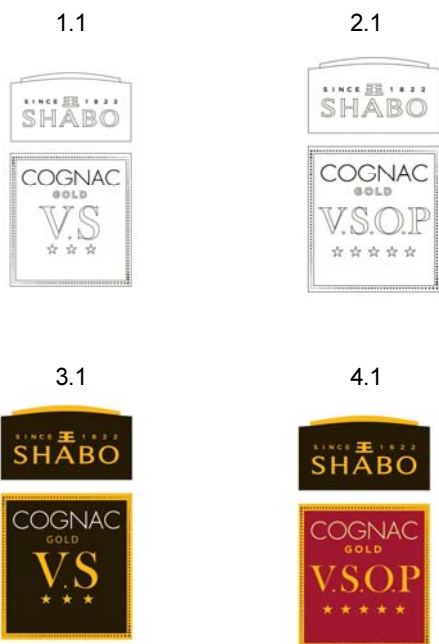 1.1
2.1
SINCE 1822
SHABO
COGNAC
GOLD
V.S
SINCE 1822
SHABO
COGNAC
GOLD
V.S.O.P
3.1
4.1
SINCE 1822
SHABO
COGNAC
GOLD
V.S
SINCE 1822
SHABO
COGNAC
GOLD
V.S.O.P